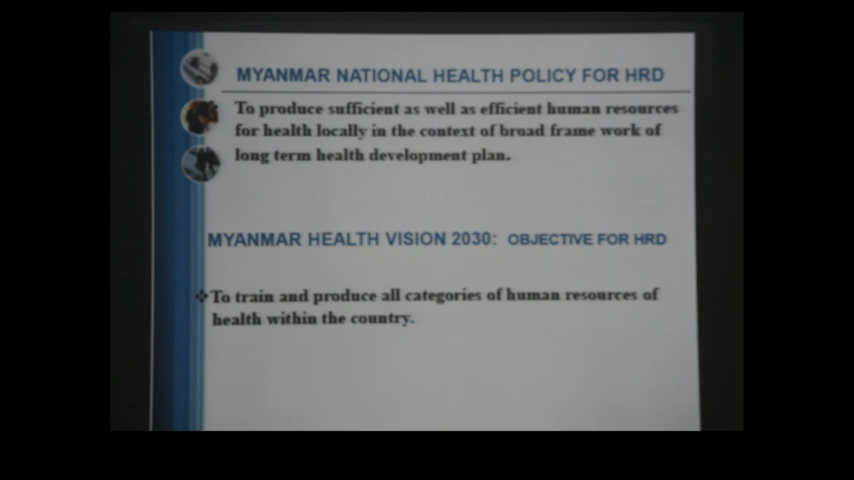 MYANMAR NATIONAL HEALTH POLICY FOR HRD
To produce sufficient as well as efficient human resources
for health locally in the context of broad frame work of
long term health development plan.
MYANMAR HEALTH VISION 2030: OBJECTIVE FOR HRD
❖To train and produce all categories of human resources of
health within the country.